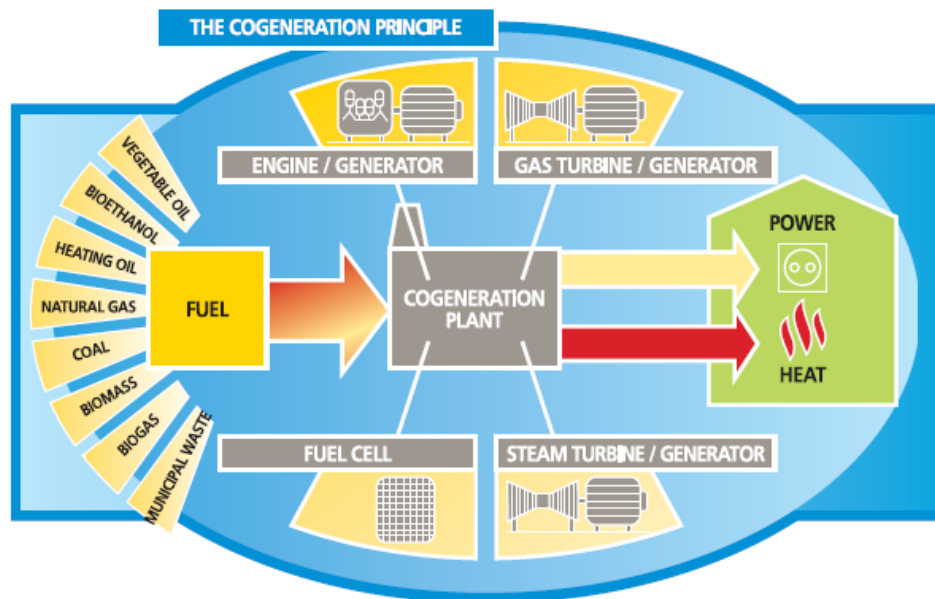 THE COGENERATION PRINCIPLE
ENGINE / GENERATOR
GAS TURBINE / GENERATOR
VEGETABLE OIL
BIOETHANOL
HEATING OIL
NATURAL GAS
COAL
BIOMASS
BIOGAS
MUNICIPAL WASTE
FUEL
COGENERATION
PLANT
POWER
HEAT
FUEL CELL
STEAM TURBINE / GENERATOR